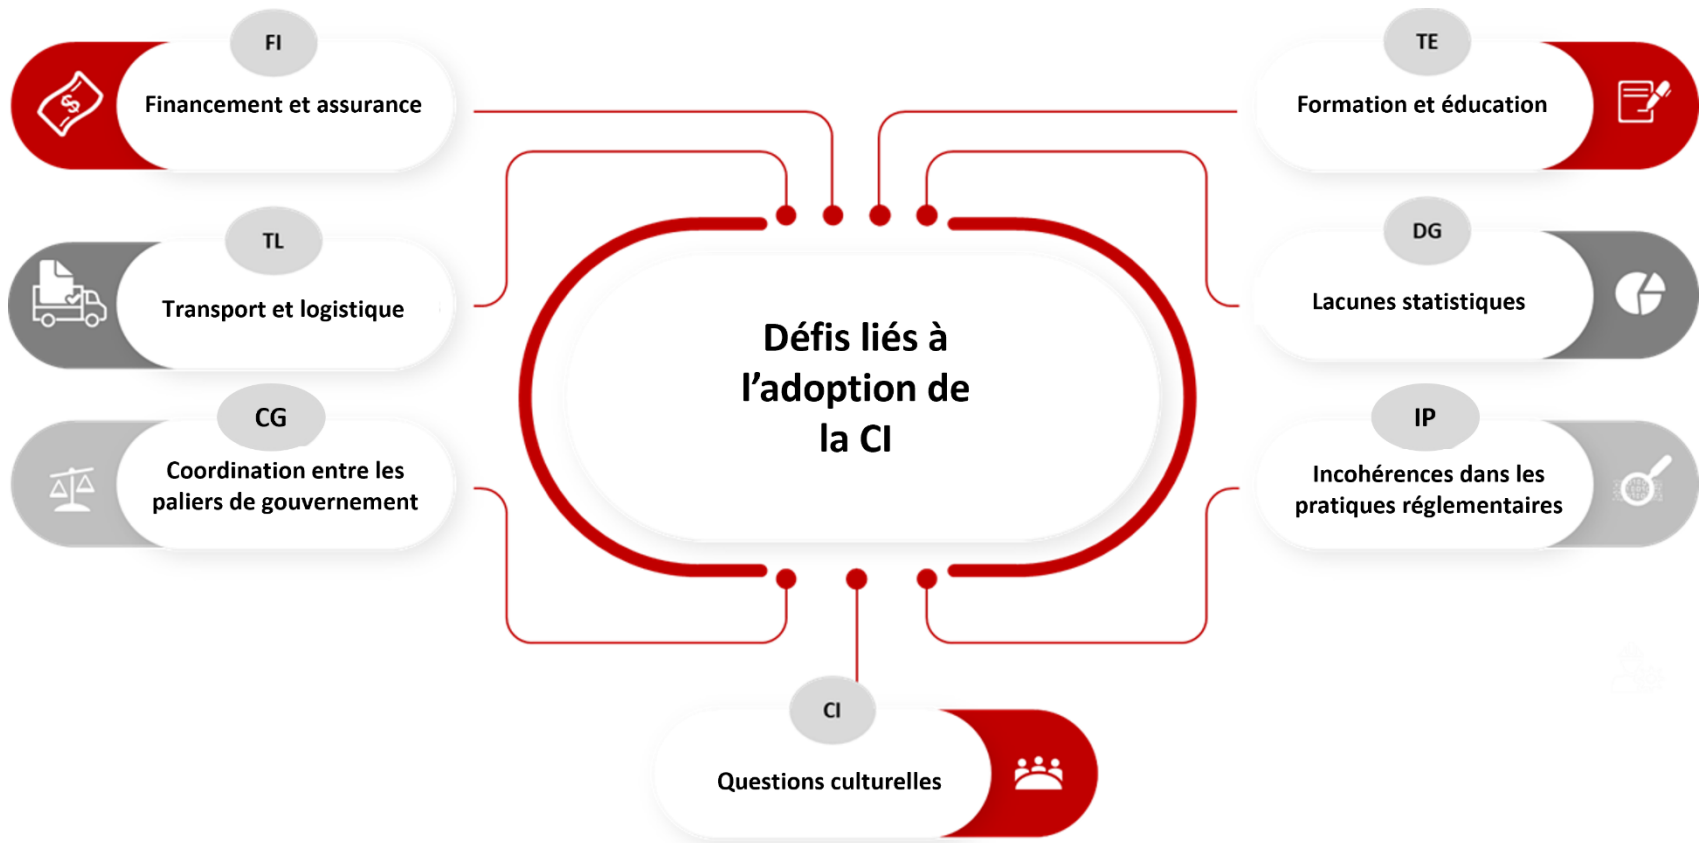 FI
Financement et assurance
TL
Transport et logistique
CG
Coordination entre les
paliers de gouvernement
Défis liés à
l’adoption de
la CI
TE
Formation et éducation
DG
Lacunes statistiques
IP
Incohérences dans les
pratiques réglementaires
CI
Questions culturelles